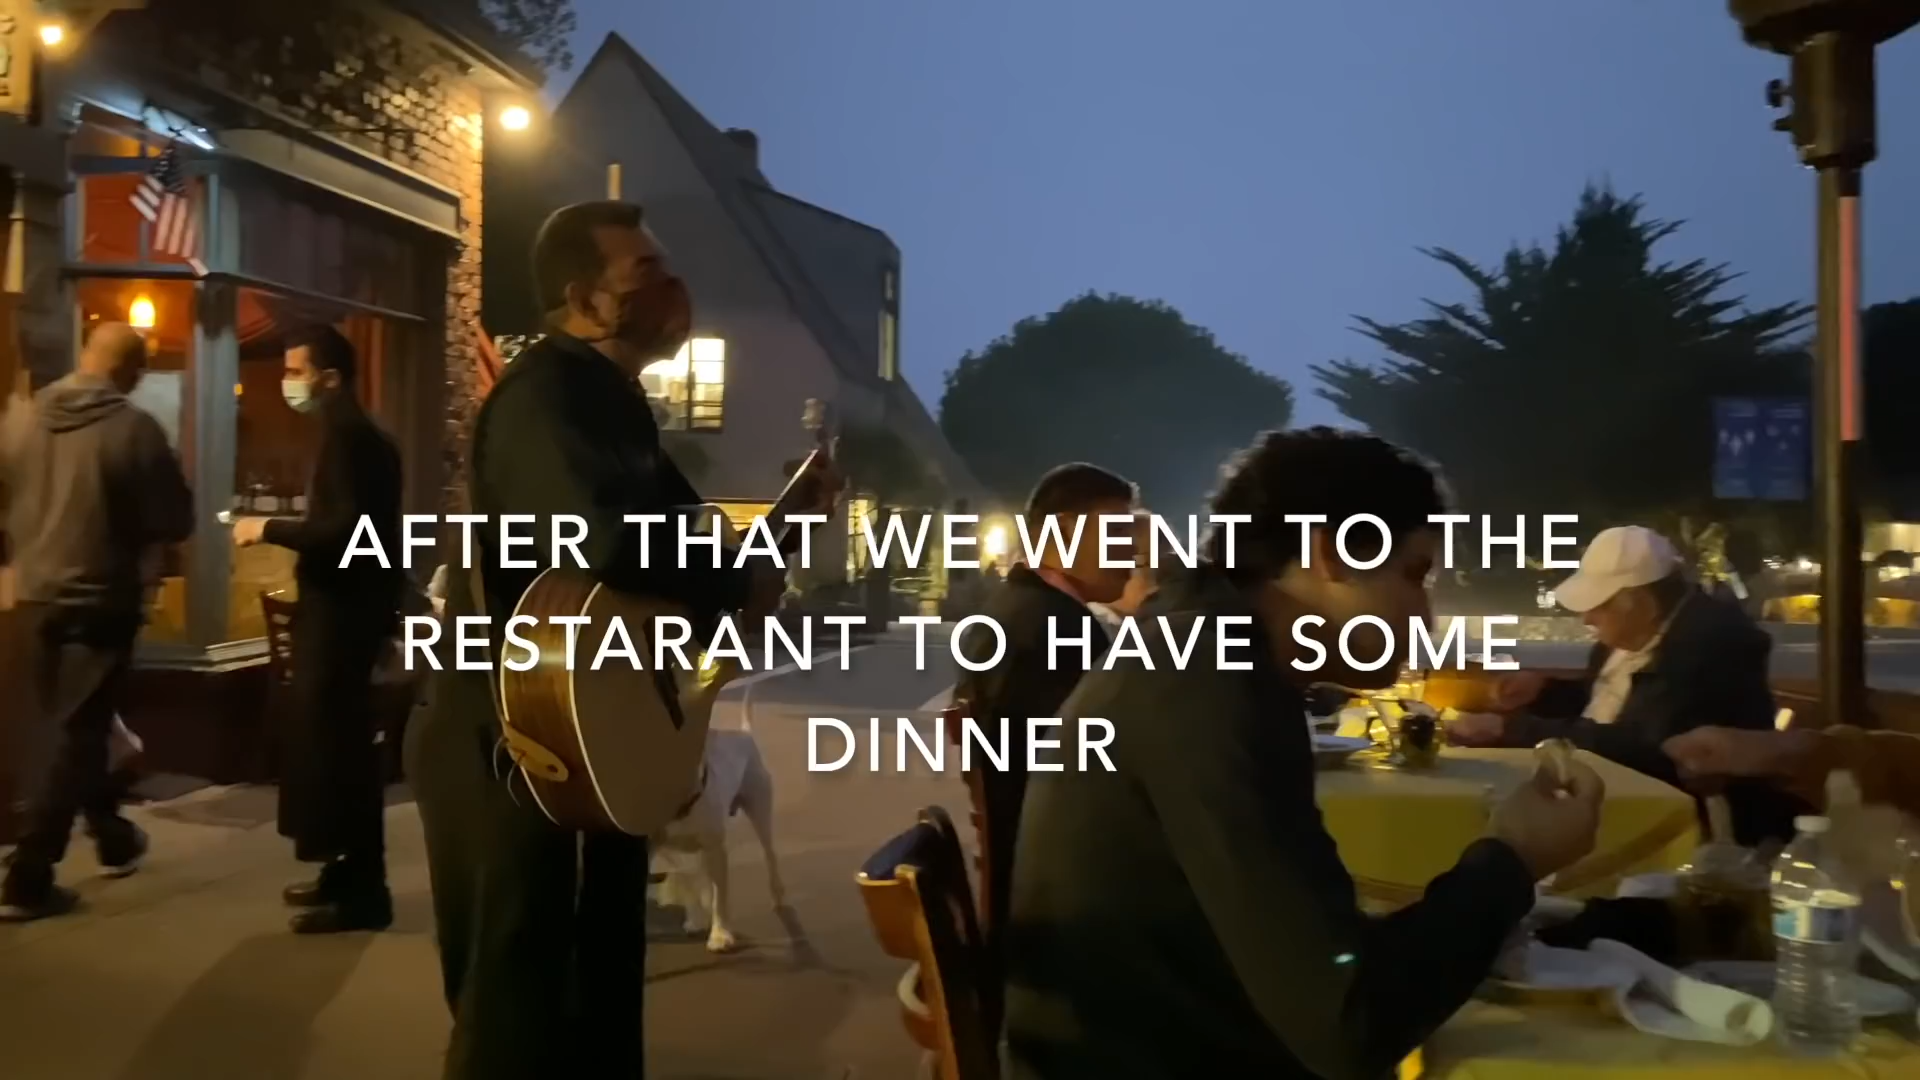 AFTER THAT WE WENT TO THE
RESTARANT TO HAVE SOME
DINNER